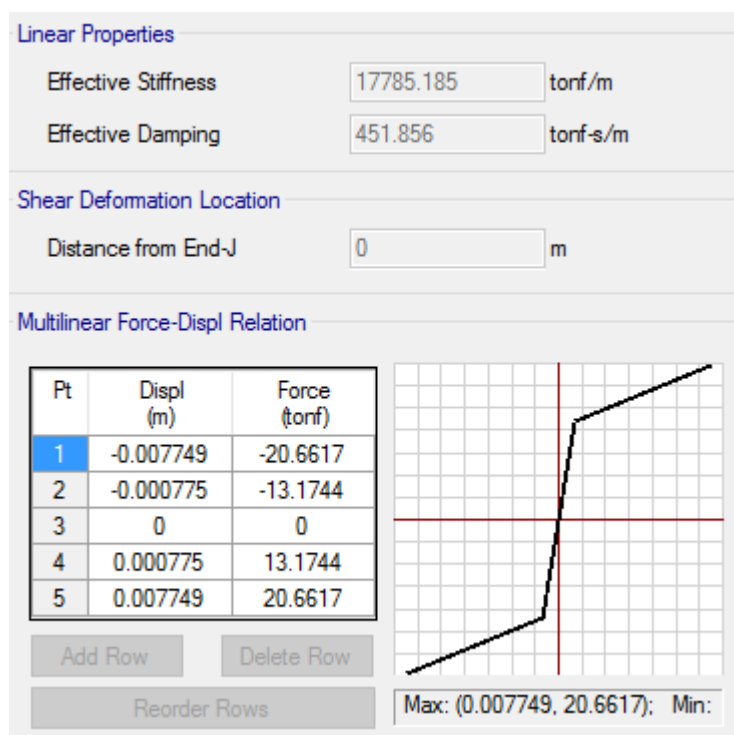 Linear Properties
Effective Stiffness 17785.185 tonf/m
Effective Damping 451.856 tonf-s/m
Shear Deformation Location
Distance from End-J 0 m
Multilinear Force-Displ Relation
Pt Displ (m) Force (tonf)
1 -0.007749 -20.6617
2 -0.000775 -13.1744
3 0 0
4 0.000775 13.1744
5 0.007749 20.6617
Add Row Delete Row
Reorder Rows
Max: (0.007749, 20.6617); Min: